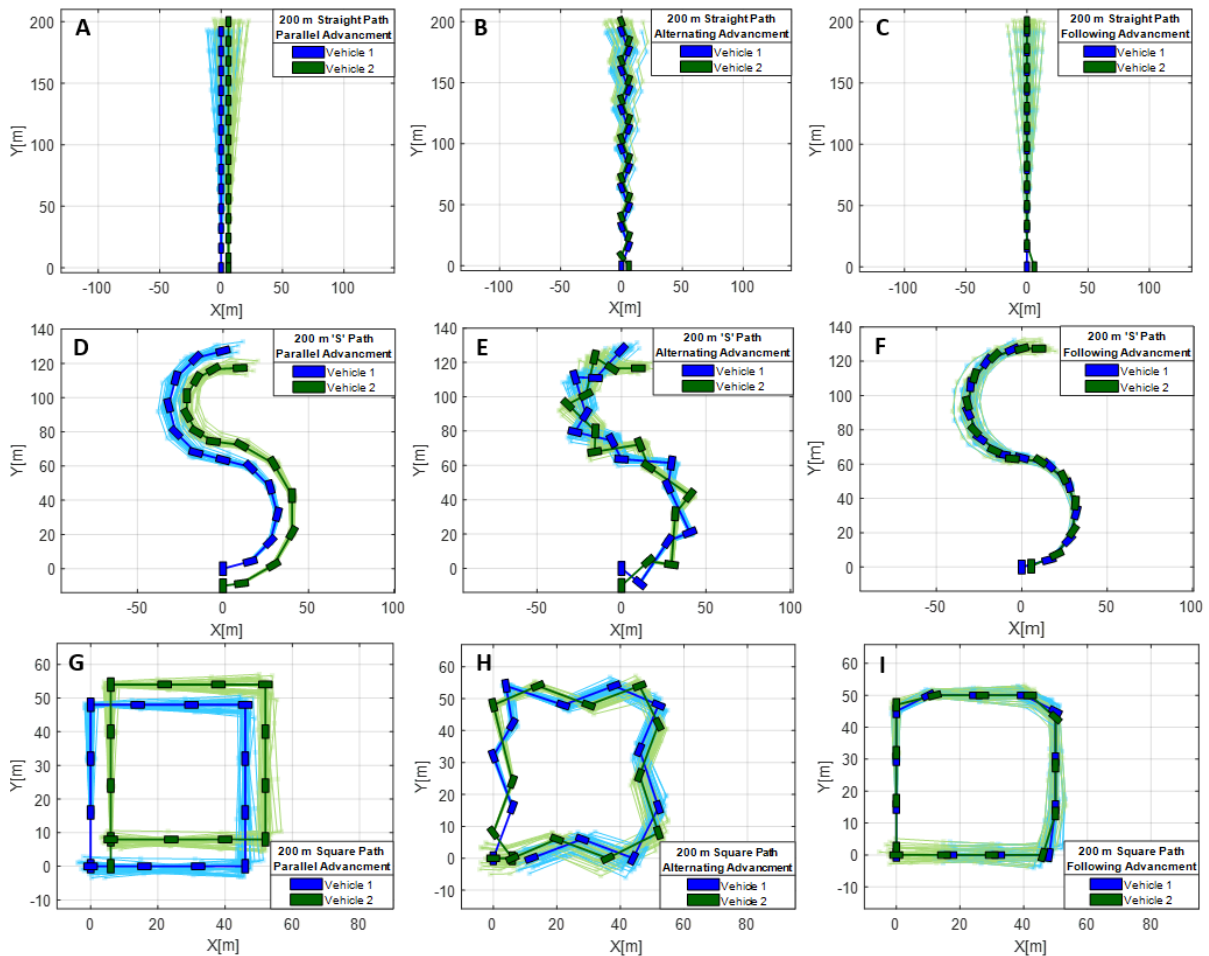 A
200 m Straight Path
Parallel Advancment
Vehicle 1
Vehicle 2
200
150
100
50
0
Y[m]
-100
-50
0
50
100
X[m]
B
200 m Straight Path
Alternating Advancment
Vehicle 1
Vehicle 2
200
150
100
50
0
Y[m]
-100
-50
0
50
100
X[m]
C
200 m Straight Path
Following Advancment
Vehicle 1
Vehicle 2
200
150
100
50
0
Y[m]
-100
-50
0
50
100
X[m]
D
200 m 'S' Path
Parallel Advancment
Vehicle 1
Vehicle 2
140
120
100
80
60
40
20
0
Y[m]
-50
0
50
100
X[m]
E
200 m 'S' Path
Alternating Advancment
Vehicle 1
Vehicle 2
140
120
100
80
60
40
20
0
Y[m]
-50
0
50
100
X[m]
F
200 m 'S' Path
Following Advancment
Vehicle 1
Vehicle 2
140
120
100
80
60
40
20
0
Y[m]
-50
0
50
100
X[m]
G
60
50
40
30
20
10
0
-10
Y[m]
200 m Square Path
Parallel Advancment
Vehicle 1
Vehicle 2
0
20
40
60
80
X[m]
H
60
50
40
30
20
10
0
-10
Y[m]
200 m Square Path
Alternating Advancment
Vehicle 1
Vehicle 2
0
20
40
60
80
X[m]
I
60
50
40
30
20
10
0
-10
Y[m]
200 m Square Path
Following Advancment
Vehicle 1
Vehicle 2
0
20
40
60
80
X[m]